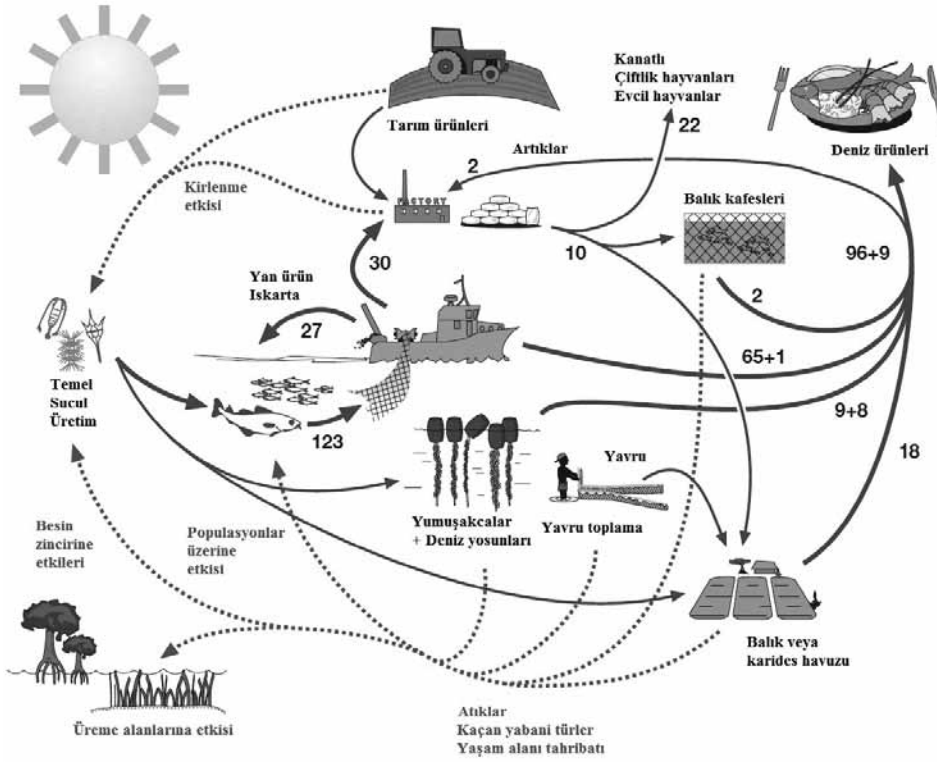 Kanatlı
Çiftlik hayvanları
Evcil hayvanlar
22
Tarım ürünleri
Deniz ürünleri
Artıklar
2
Kirlenme
etkisi
FACTORY
Balık kafesleri
10
96+9
30
Yan ürün
Iskarta
27
2
65+1
Temel
Sucul
Üretim
123
9+8
18
Yavru
Besin
zincirine
etkileri
Populasyonlar
üzerine
etkisi
Yumuşakcalar
+ Deniz yosunları
Yavru toplama
Balık veya
karides havuzu
Üreme alanlarına etkisi
Atıklar
Kaçan yabani türler
Yaşam alanı tahribatı